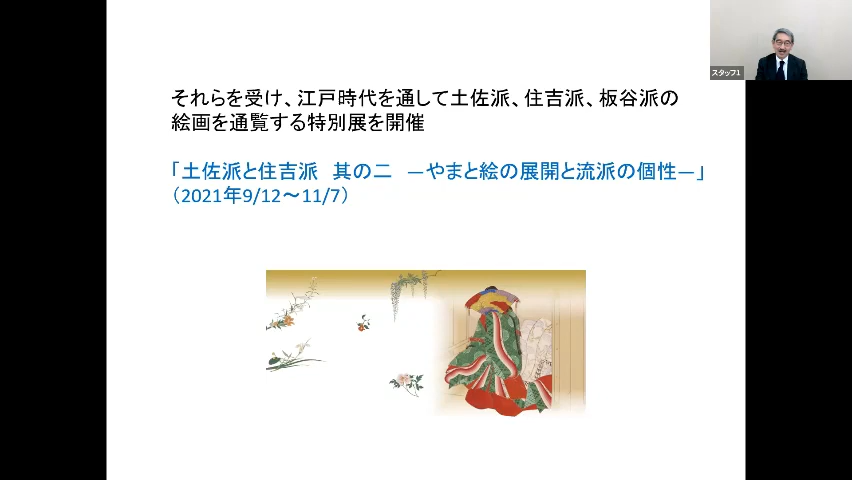 それらを受け、江戸時代を通して土佐派、住吉派、板谷派の
絵画を通覧する特別展を開催
「土佐派と住吉派　其の二　―やまと絵の展開と流派の個性―」
（2021年9/12～11/7）
スタッフ1